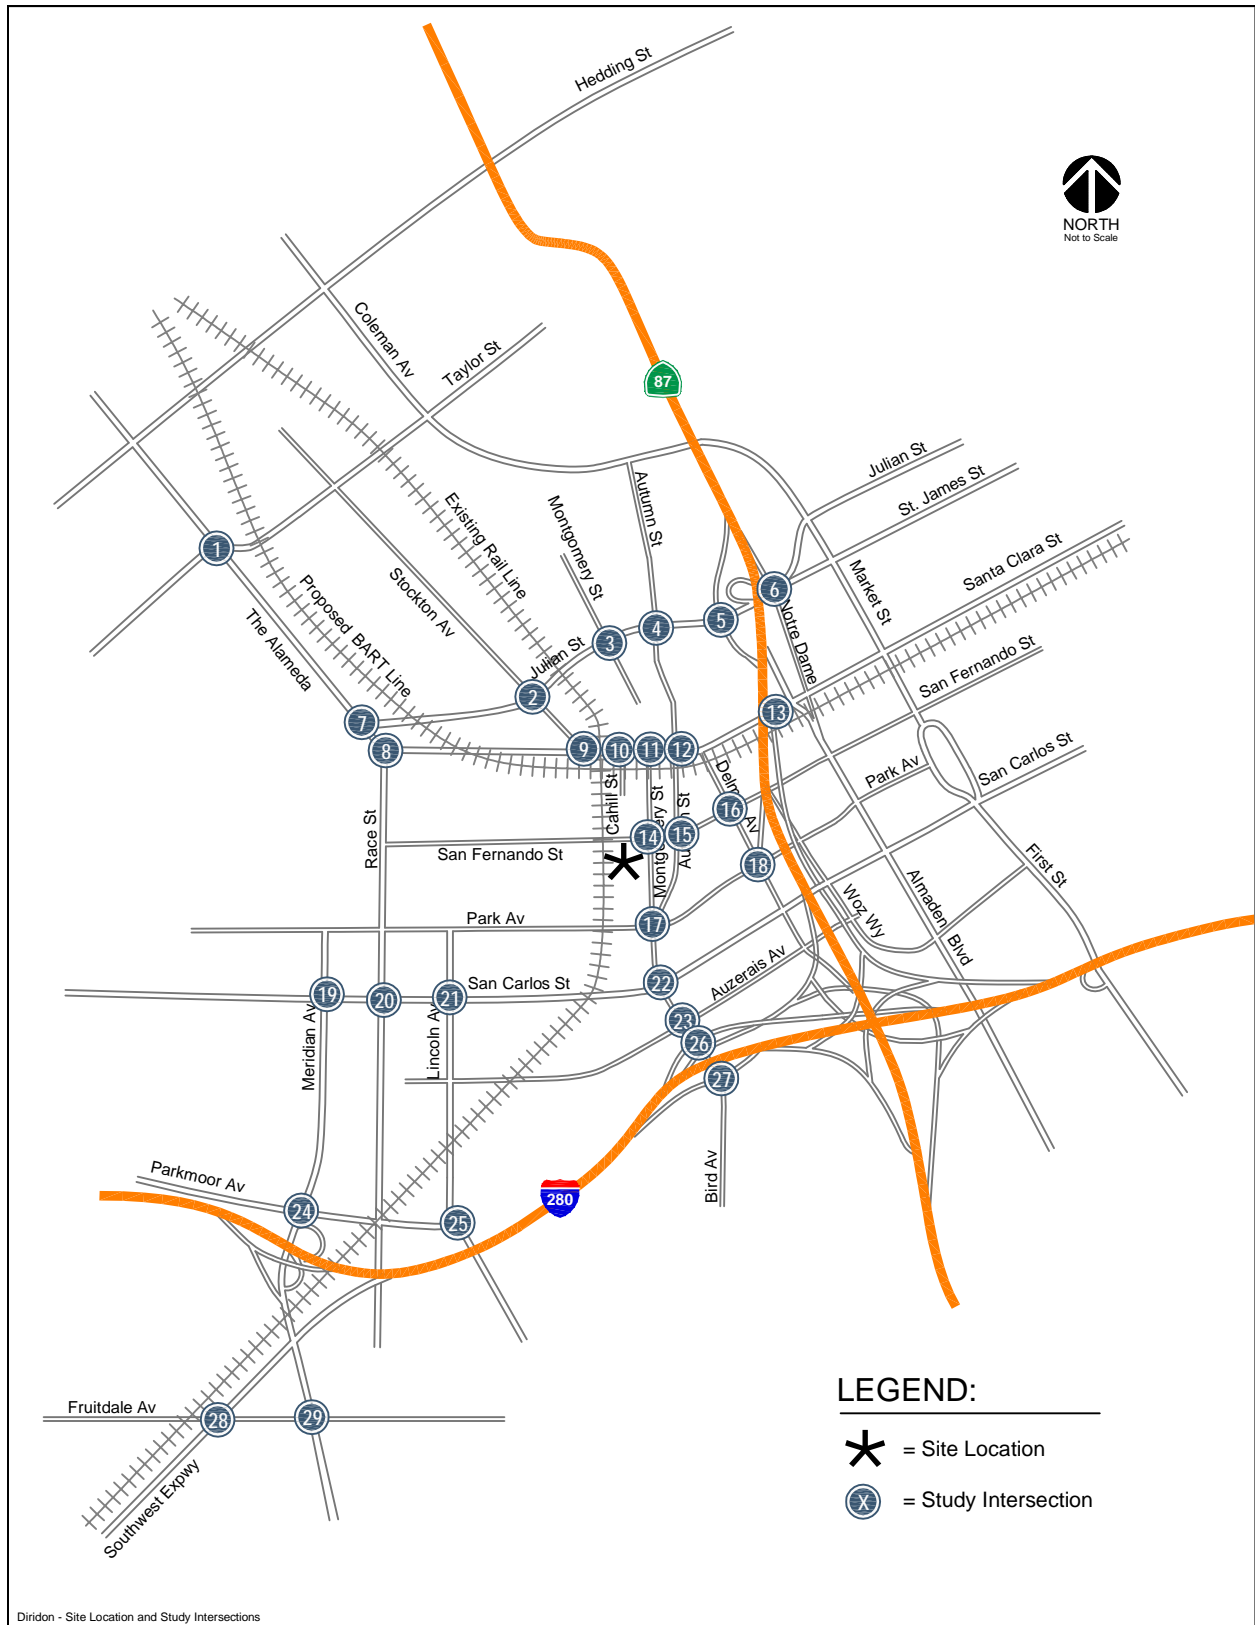 Hedding St
NORTH
Not to Scale
Coleman Av
Taylor St
87
Julian St
St. James St
Santa Clara St
Existing Rail Line
Montgomery St
Autumn St
Market St
1
Proposed BART Line
Stockton Av
The Alameda
Julian St
2
3
4
5
6
Notre Dame
San Fernando St
7
8
9
10
11
12
13
San Carlos St
Park Av
Race St
Cahill St
Montgomery St
14
15
16
Av
18
San Fernando St
First St
Woz Wy
Almaden Blvd
Park Av
17
Auzerais Av
San Carlos St
19
20
21
22
23
26
27
Meridian Av
Lincoln Av
Bird Av
Parkmoor Av
280
24
25
Fruitdale Av
28
29
Southwest Expwy
LEGEND:
= Site Location
X = Study Intersection
Diridon - Site Location and Study Intersections